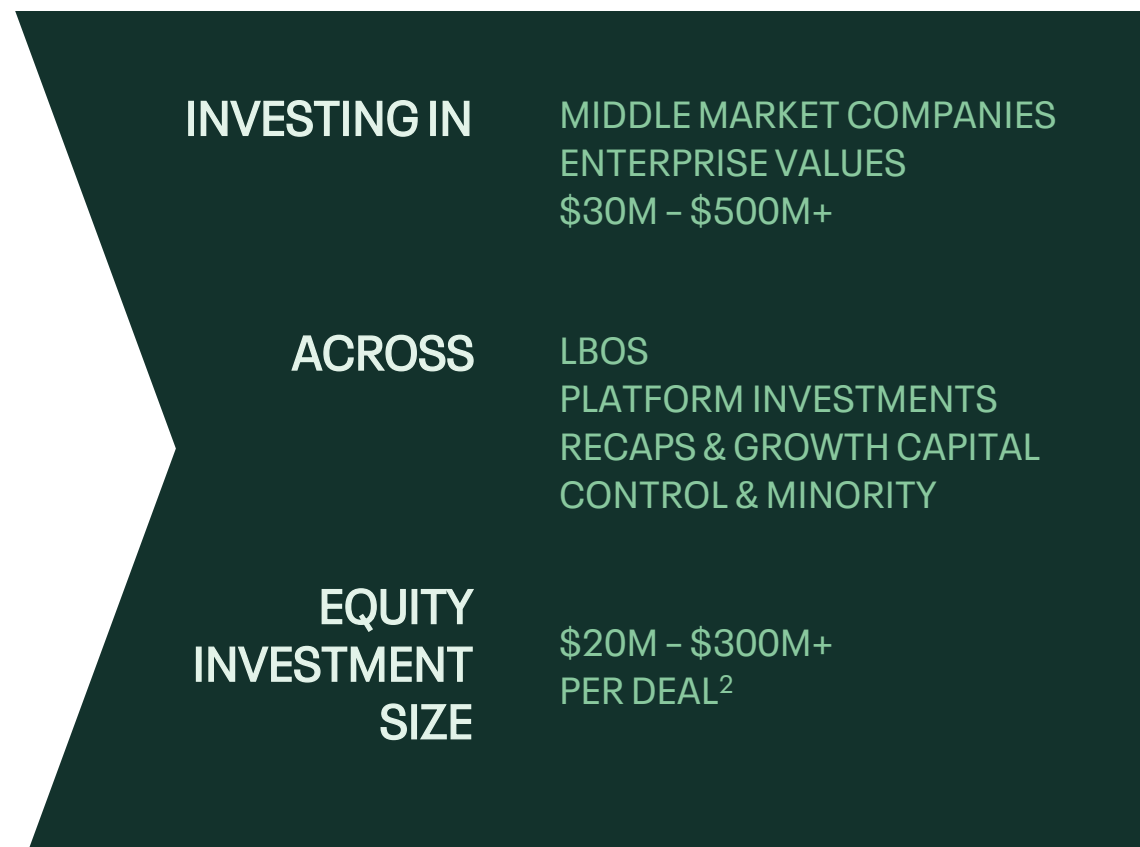 INVESTING IN
MIDDLE MARKET COMPANIES
ENTERPRISE VALUES
$30M – $500M+
ACROSS
LBOS
PLATFORM INVESTMENTS
RECAPS & GROWTH CAPITAL
CONTROL & MINORITY
EQUITY
INVESTMENT
SIZE
$20M – $300M+
PER DEAL²